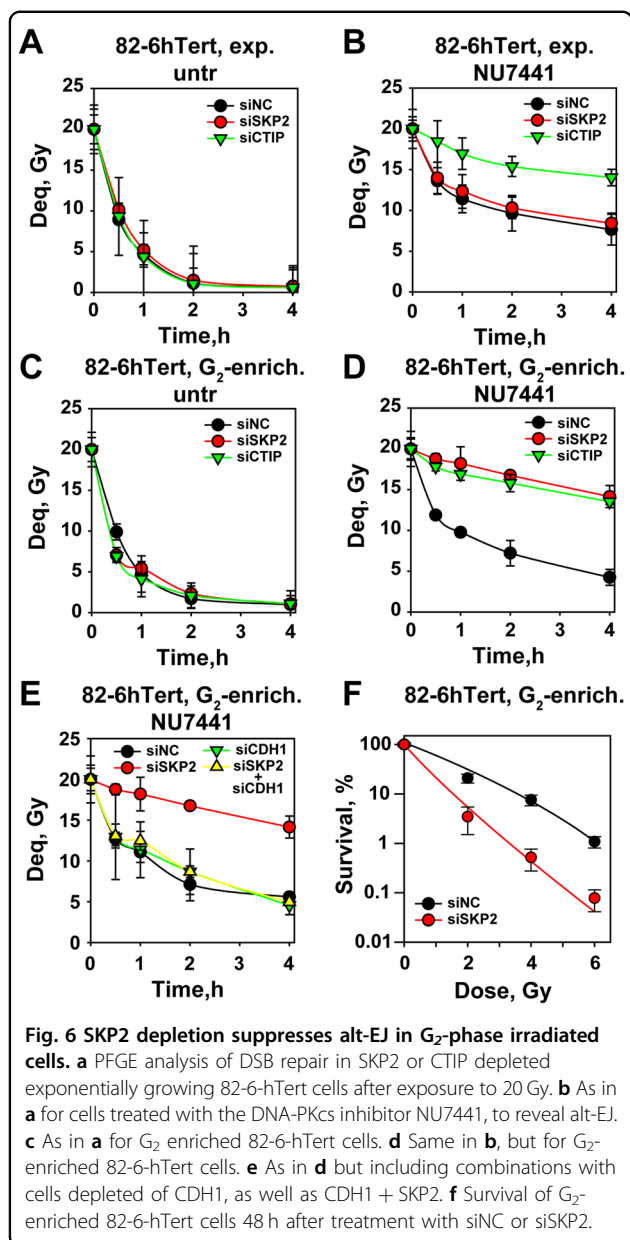 A
82-6hTert, exp.
untr
siNC
siSKP2
siCTIP
Deq, Gy
25
20
15
10
5
0
0 1 2 3 4
Time,h
B
82-6hTert, exp.
NU7441
siNC
siSKP2
siCTIP
Deq, Gy
25
20
15
10
5
0
0 1 2 3 4
Time,h
C
82-6hTert, G₂-enrich.
untr
siNC
siSKP2
siCTIP
Deq, Gy
25
20
15
10
5
0
0 1 2 3 4
Time,h
D
82-6hTert, G₂-enrich.
NU7441
siNC
siSKP2
siCTIP
Deq, Gy
25
20
15
10
5
0
0 1 2 3 4
Time,h
E
82-6hTert, G₂-enrich.
NU7441
siNC
siSKP2
siCDH1
siSKP2
+
siCDH1
Deq, Gy
25
20
15
10
5
0
0 1 2 3 4
Time,h
F
82-6hTert, G₂-enrich.
Survival, %
100
10
1
0.1
0.01
siNC
siSKP2
0 2 4 6
Dose, Gy
Fig. 6 SKP2 depletion suppresses alt-EJ in G₂-phase irradiated
cells. a PFGE analysis of DSB repair in SKP2 or CTIP depleted
exponentially growing 82-6-hTert cells after exposure to 20 Gy. b As in
a for cells treated with the DNA-PKcs inhibitor NU7441, to reveal alt-EJ.
c As in a for G₂ enriched 82-6-hTert cells. d Same in b, but for G₂-
enriched 82-6-hTert cells. e As in d but including combinations with
cells depleted of CDH1, as well as CDH1 + SKP2. f Survival of G₂-
enriched 82-6-hTert cells 48 h after treatment with siNC or siSKP2.